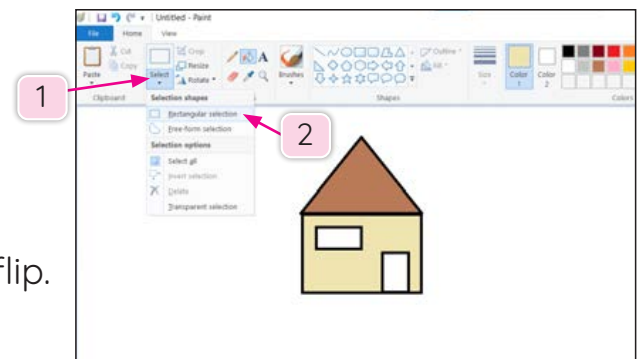 Untitled - Paint
File Home View
Paste
Cut
Copy
Clipboard
Select
Crop
Resize
Rotate
A
Brushes
Shapes
Outline
Fill
Size
Color 1
Color 2
Colors
1
Selection shapes
Rectangular selection
2
Free-form selection
Selection options
Select all
Invert selection
Delete
Transparent selection
flip.